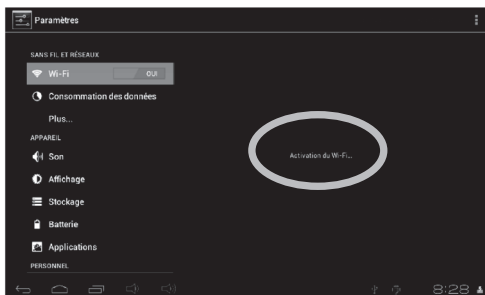 Paramètres
SANS FIL ET RÉSEAUX
Wi-Fi OUI
Consommation des données
Plus...
APPAREIL
Son
Affichage
Stockage
Batterie
Applications
PERSONNEL
Activation du Wi-Fi...
8:28